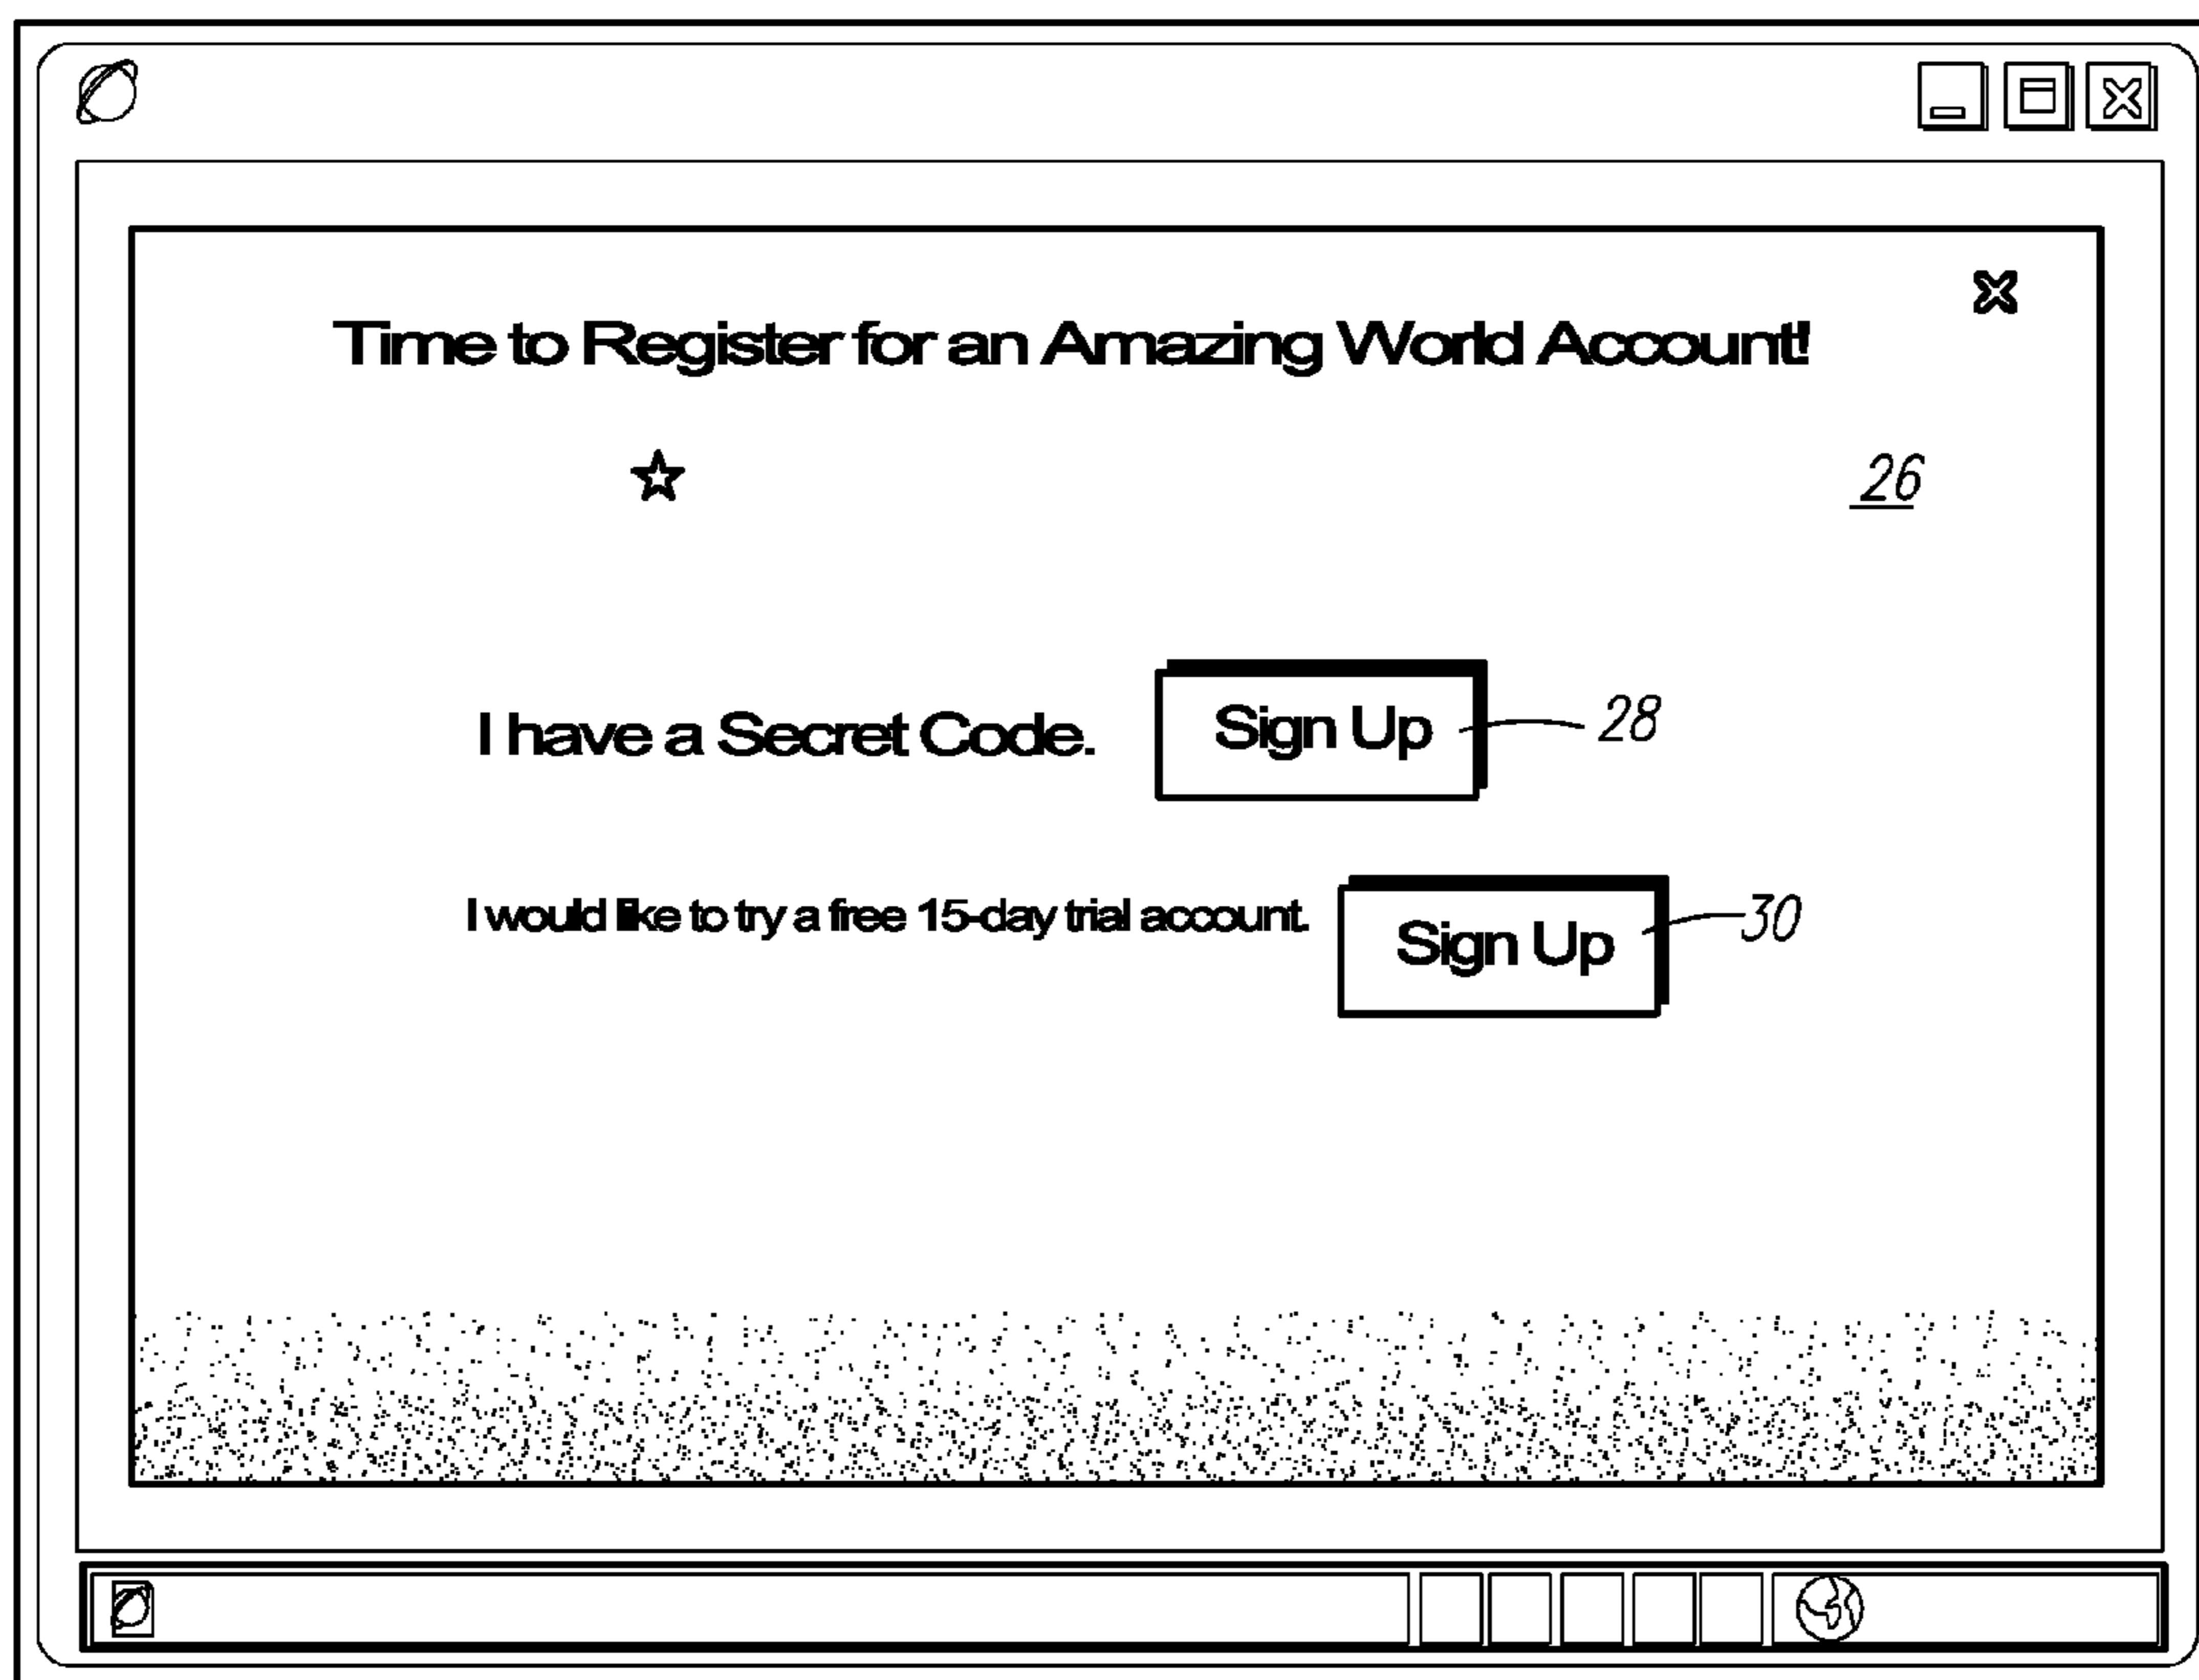 Time to Register for an Amazing World Account!
26
I have a Secret Code. Sign Up 28
I would like to try a free 15-day trial account. Sign Up 30